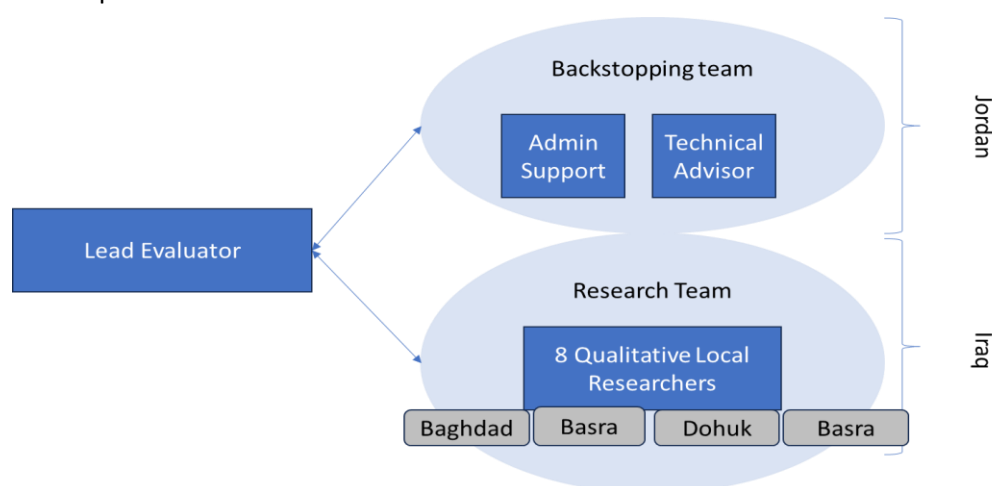 Backstopping team
Admin
Support
Technical
Advisor
Jordan
Lead Evaluator
Research Team
8 Qualitative Local
Researchers
Baghdad
Basra
Dohuk
Basra
Iraq